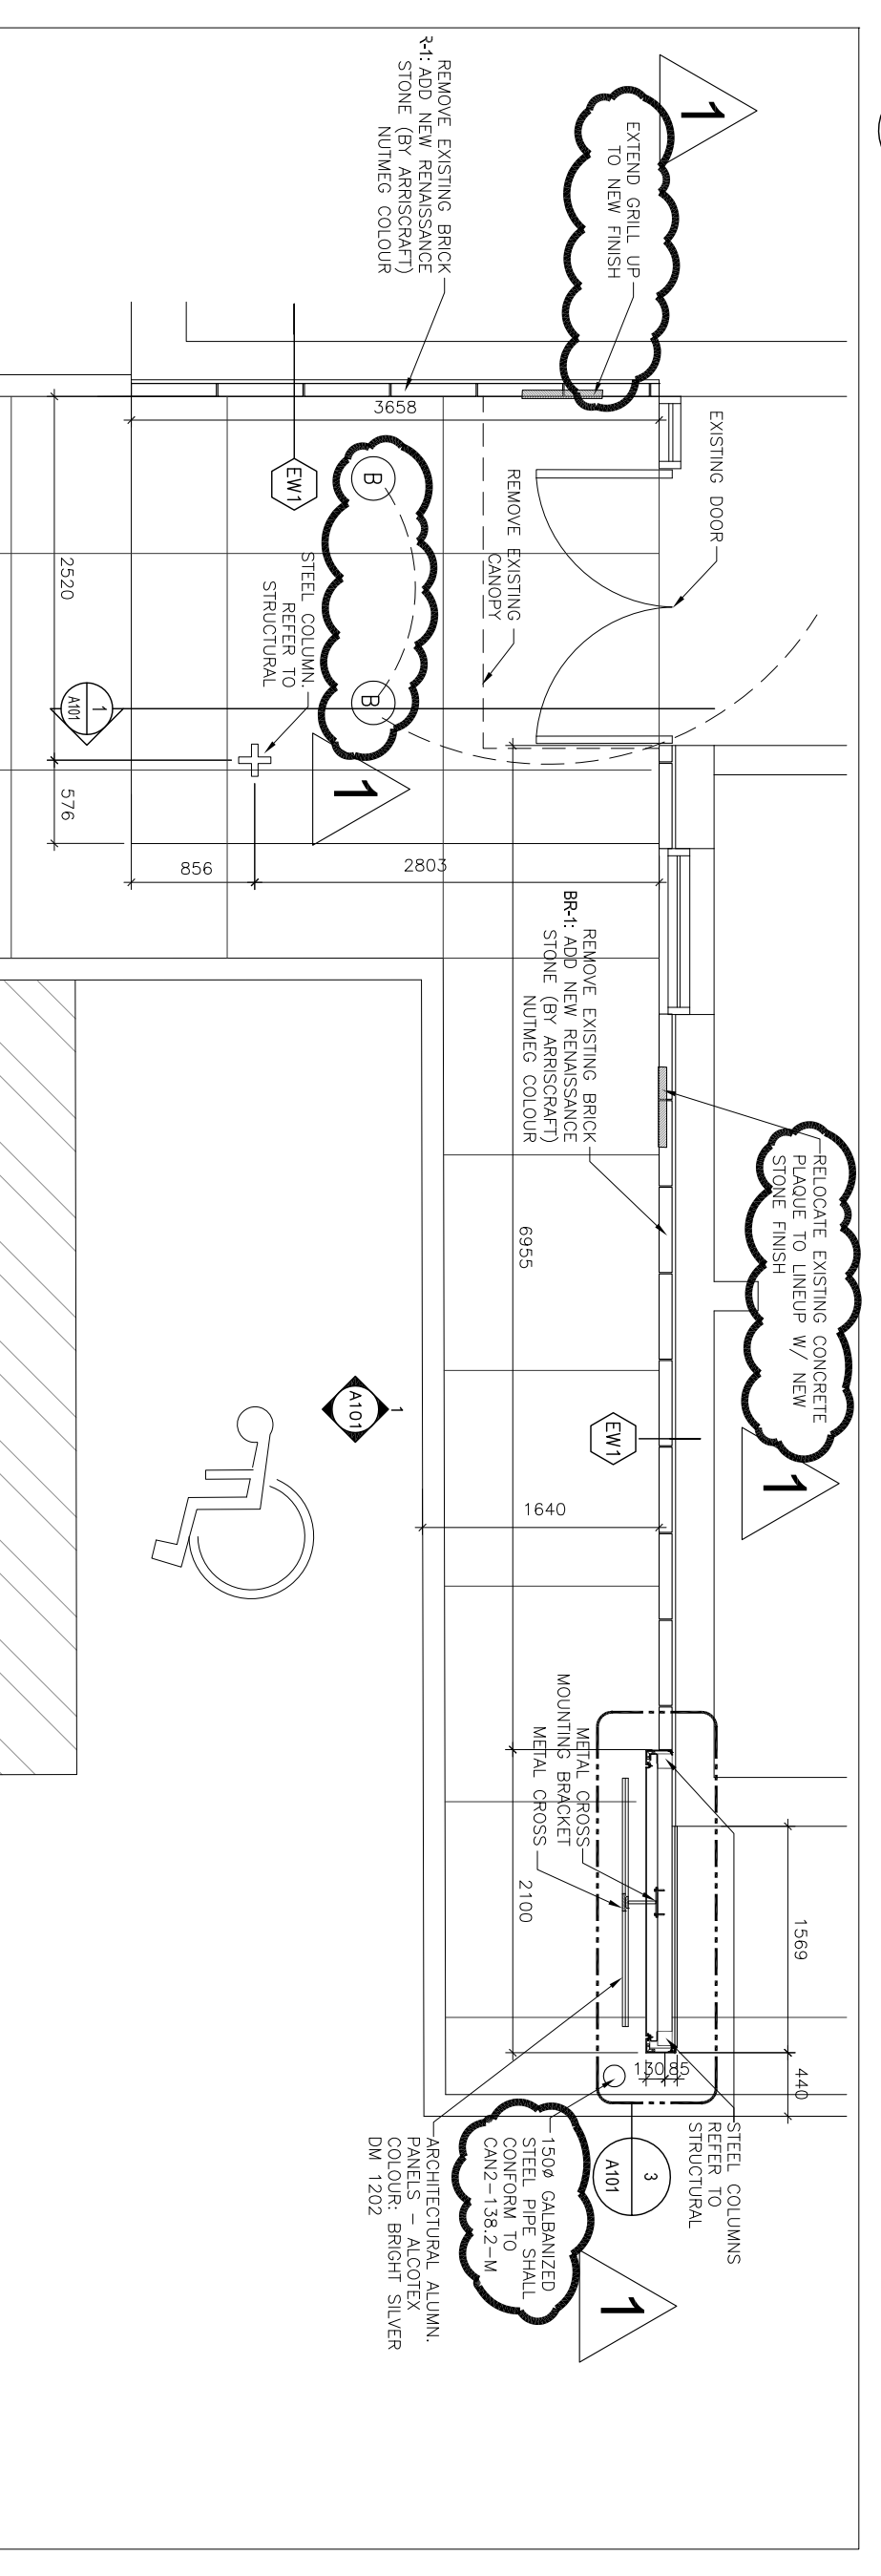 1
EXTEND GRILL UP
TO NEW FINISH
REMOVE EXISTING BRICK
R-1: ADD NEW RENAISSANCE
STONE (BY ARRISCRAFT)
NUTMEG COLOUR
EXISTING DOOR
3658
EW1
B
B
REMOVE EXISTING
CANOPY
2520
STEEL COLUMN.
REFER TO
STRUCTURAL
1
A101
1
576
856
2803
REMOVE EXISTING BRICK
BR-1: ADD NEW RENAISSANCE
STONE (BY ARRISCRAFT)
NUTMEG COLOUR
RELOCATE EXISTING CONCRETE
PLAQUE TO LINEUP W/ NEW
STONE FINISH
1
6955
1
A101
EW1
1640
METAL CROSS
MOUNTING BRACKET
METAL CROSS
2100
1569
440
130
85
STEEL COLUMNS
REFER TO
STRUCTURAL
3
A101
150ø GALBANIZED
STEEL PIPE SHALL
CONFORM TO
CAN2-138.2-M
1
ARCHITECTURAL ALUMN.
PANELS - ALCOTEX
COLOUR: BRIGHT SILVER
DM 1202